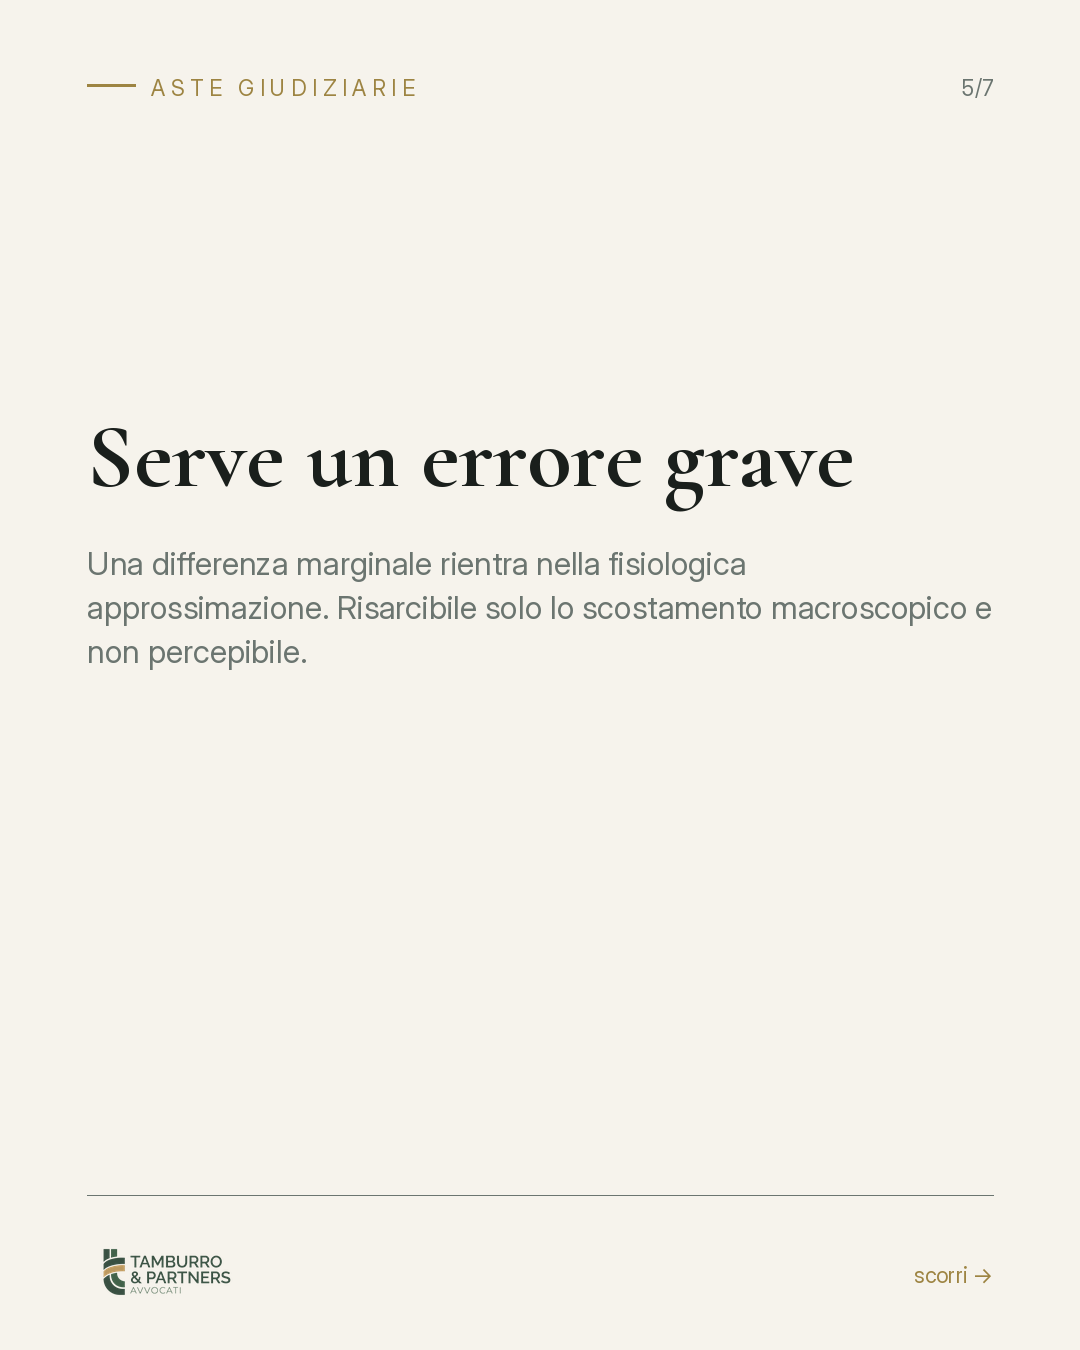 ASTE GIUDIZIARIE
5/7
Serve un errore grave
Una differenza marginale rientra nella fisiologica
approssimazione. Risarcibile solo lo scostamento macroscopico e
non percepibile.
TAMBURRO
& PARTNERS
AVVOCATI
scorri →